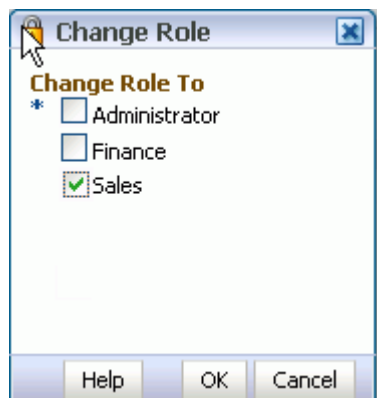 Change Role
Change Role To
* Administrator
Finance
Sales
Help OK Cancel